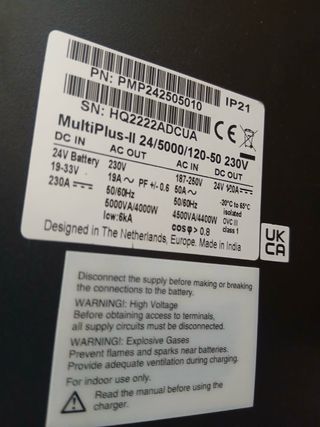 PN: PMP242505010
IP21
SN: HQ2222ADCUA
MultiPlus-II 24/5000/120-50 230V
DC IN AC OUT AC IN DC OUT
24V Battery 230V 187-250V 24V 120A
19-33V 19A PF +/- 0.6 50A -20°C to 65°C
230A 50/60Hz 50/60Hz isolated
5000VA/4000W 4500VA/4400W OVC III
Icw:6kA cosφ > 0.8 class 1
Designed in The Netherlands, Europe. Made in India
UK
CA
Disconnect the supply before making or breaking
the connections to the battery.
WARNING!: High Voltage
Before obtaining access to terminals,
all supply circuits must be disconnected.
WARNING!: Explosive Gases
Prevent flames and sparks near batteries.
Provide adequate ventilation during charging.
For indoor use only.
Read the manual before using the
charger.